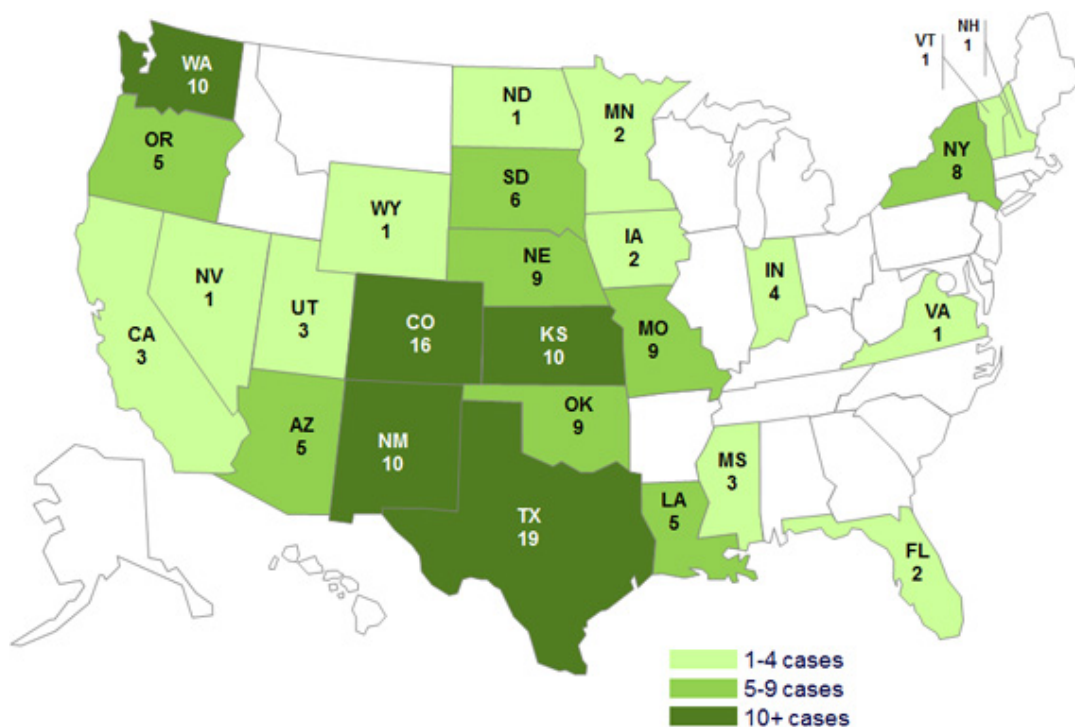 VT
1
NH
1
WA
10
ND
1
MN
2
OR
5
NY
8
SD
6
WY
1
IA
2
NE
9
IN
4
NV
1
UT
3
CO
16
KS
10
MO
9
VA
1
CA
3
AZ
5
NM
10
OK
9
MS
3
TX
19
LA
5
FL
2
1-4 cases
5-9 cases
10+ cases